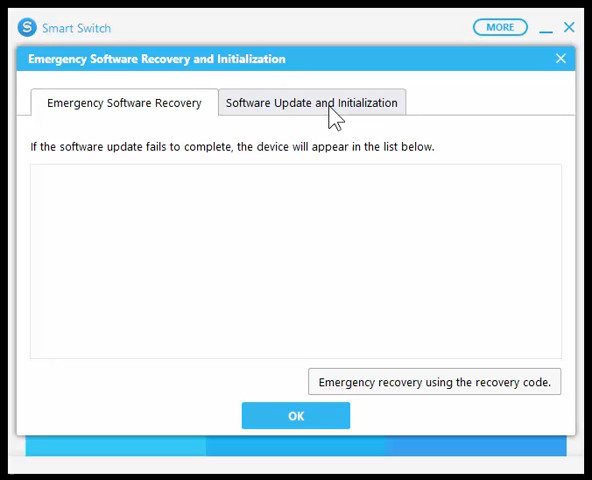 S Smart Switch MORE
Emergency Software Recovery and Initialization
Emergency Software Recovery Software Update and Initialization
If the software update fails to complete, the device will appear in the list below.
Emergency recovery using the recovery code.
OK